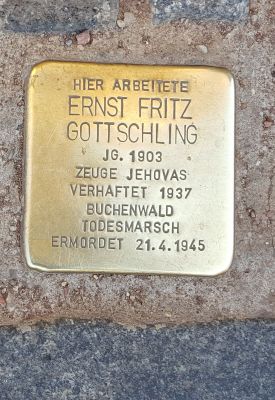 HIER ARBEITETE
ERNST FRITZ
GOTTSCHLING
JG. 1903
ZEUGE JEHOVAS
VERHAFTET 1937
BUCHENWALD
TODESMARSCH
ERMORDET 21.4.1945